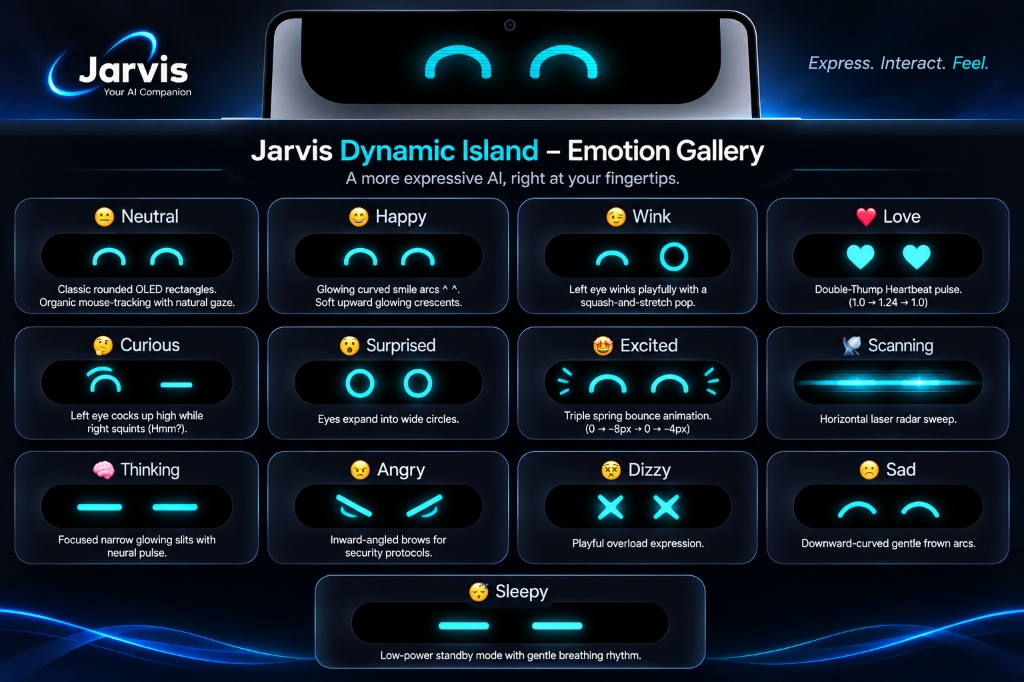 Jarvis
Your AI Companion
Express. Interact. Feel.
Jarvis Dynamic Island – Emotion Gallery
A more expressive AI, right at your fingertips.
😐 Neutral
Classic rounded OLED rectangles.
Organic mouse-tracking with natural gaze.
😊 Happy
Glowing curved smile arcs ^ ^.
Soft upward glowing crescents.
😉 Wink
Left eye winks playfully with a
squash-and-stretch pop.
❤️ Love
Double-Thump Heartbeat pulse.
(1.0 → 1.24 → 1.0)
🤔 Curious
Left eye cocks up high while
right squints (Hmm?).
😮 Surprised
Eyes expand into wide circles.
🤩 Excited
Triple spring bounce animation.
(0 → –8px → 0 → –4px)
📡 Scanning
Horizontal laser radar sweep.
🧠 Thinking
Focused narrow glowing slits with
neural pulse.
😠 Angry
Inward-angled brows for
security protocols.
😵 Dizzy
Playful overload expression.
🙁 Sad
Downward-curved gentle frown arcs.
😴 Sleepy
Low-power standby mode with gentle breathing rhythm.